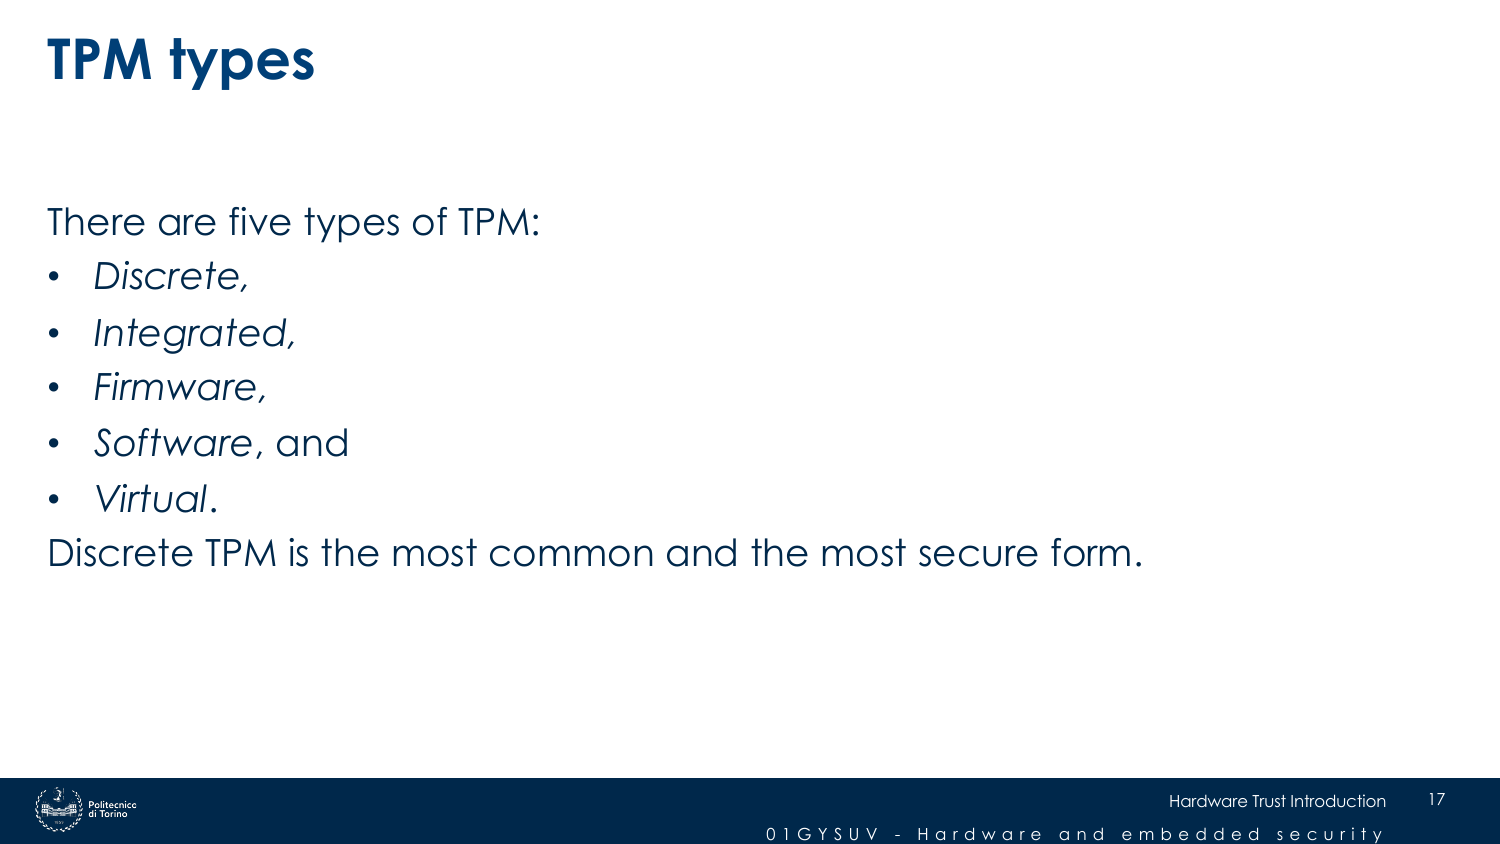 TPM types
There are five types of TPM:
• Discrete,
• Integrated,
• Firmware,
• Software, and
• Virtual.
Discrete TPM is the most common and the most secure form.
Politecnico
di Torino
Hardware Trust Introduction
17
01GYSUV - Hardware and embedded security